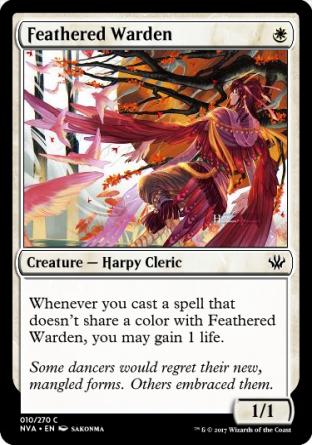 Feathered Warden
Creature — Harpy Cleric
Whenever you cast a spell that
doesn't share a color with Feathered
Warden, you may gain 1 life.
Some dancers would regret their new,
mangled forms. Others embraced them.
1/1
010/270 C
NVA • EN SAKONMA
™ & © 2017 Wizards of the Coast